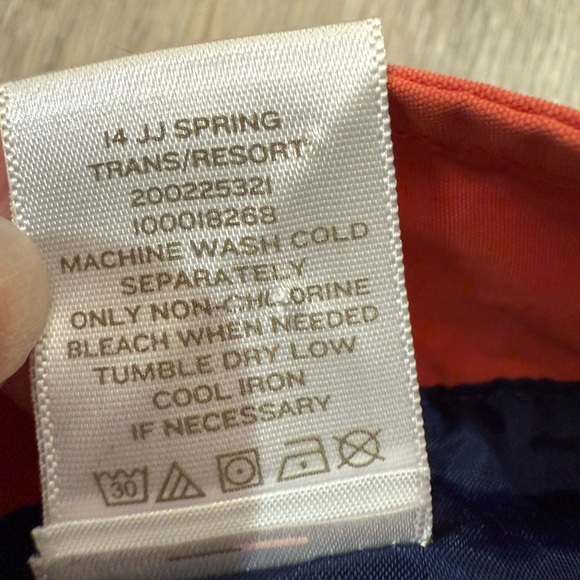 14 JJ SPRING
TRANS/RESORT
200225321
100018268
MACHINE WASH COLD
SEPARATELY
ONLY NON-CHLORINE
BLEACH WHEN NEEDED
TUMBLE DRY LOW
COOL IRON
IF NECESSARY
30